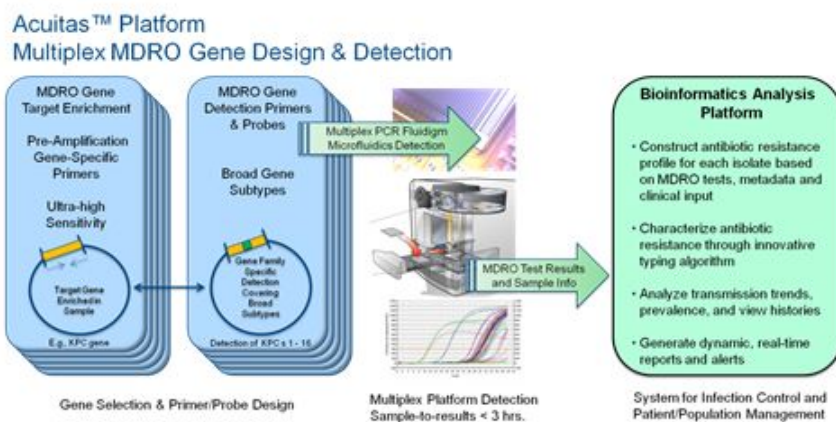 Acuitas™ Platform
Multiplex MDRO Gene Design & Detection
MDRO Gene
Target Enrichment
Pre-Amplification
Gene-Specific
Primers
Ultra-high
Sensitivity
Target Gene
Enriched in
Sample
E.g., KPC gene
MDRO Gene
Detection Primers
& Probes
Broad Gene
Subtypes
Gene Family
Specific
Detection
Covering
Broad
Subtypes
Detection of KPC's 1 - 16
Gene Selection & Primer/Probe Design
Multiplex PCR Fluidigm
Microfluidics Detection
MDRO Test Results
and Sample Info
Multiplex Platform Detection
Sample-to-results < 3 hrs.
Bioinformatics Analysis
Platform
• Construct antibiotic resistance
profile for each isolate based
on MDRO tests, metadata and
clinical input
• Characterize antibiotic
resistance through innovative
typing algorithm
• Analyze transmission trends,
prevalence, and view histories
• Generate dynamic, real-time
reports and alerts
System for Infection Control and
Patient/Population Management